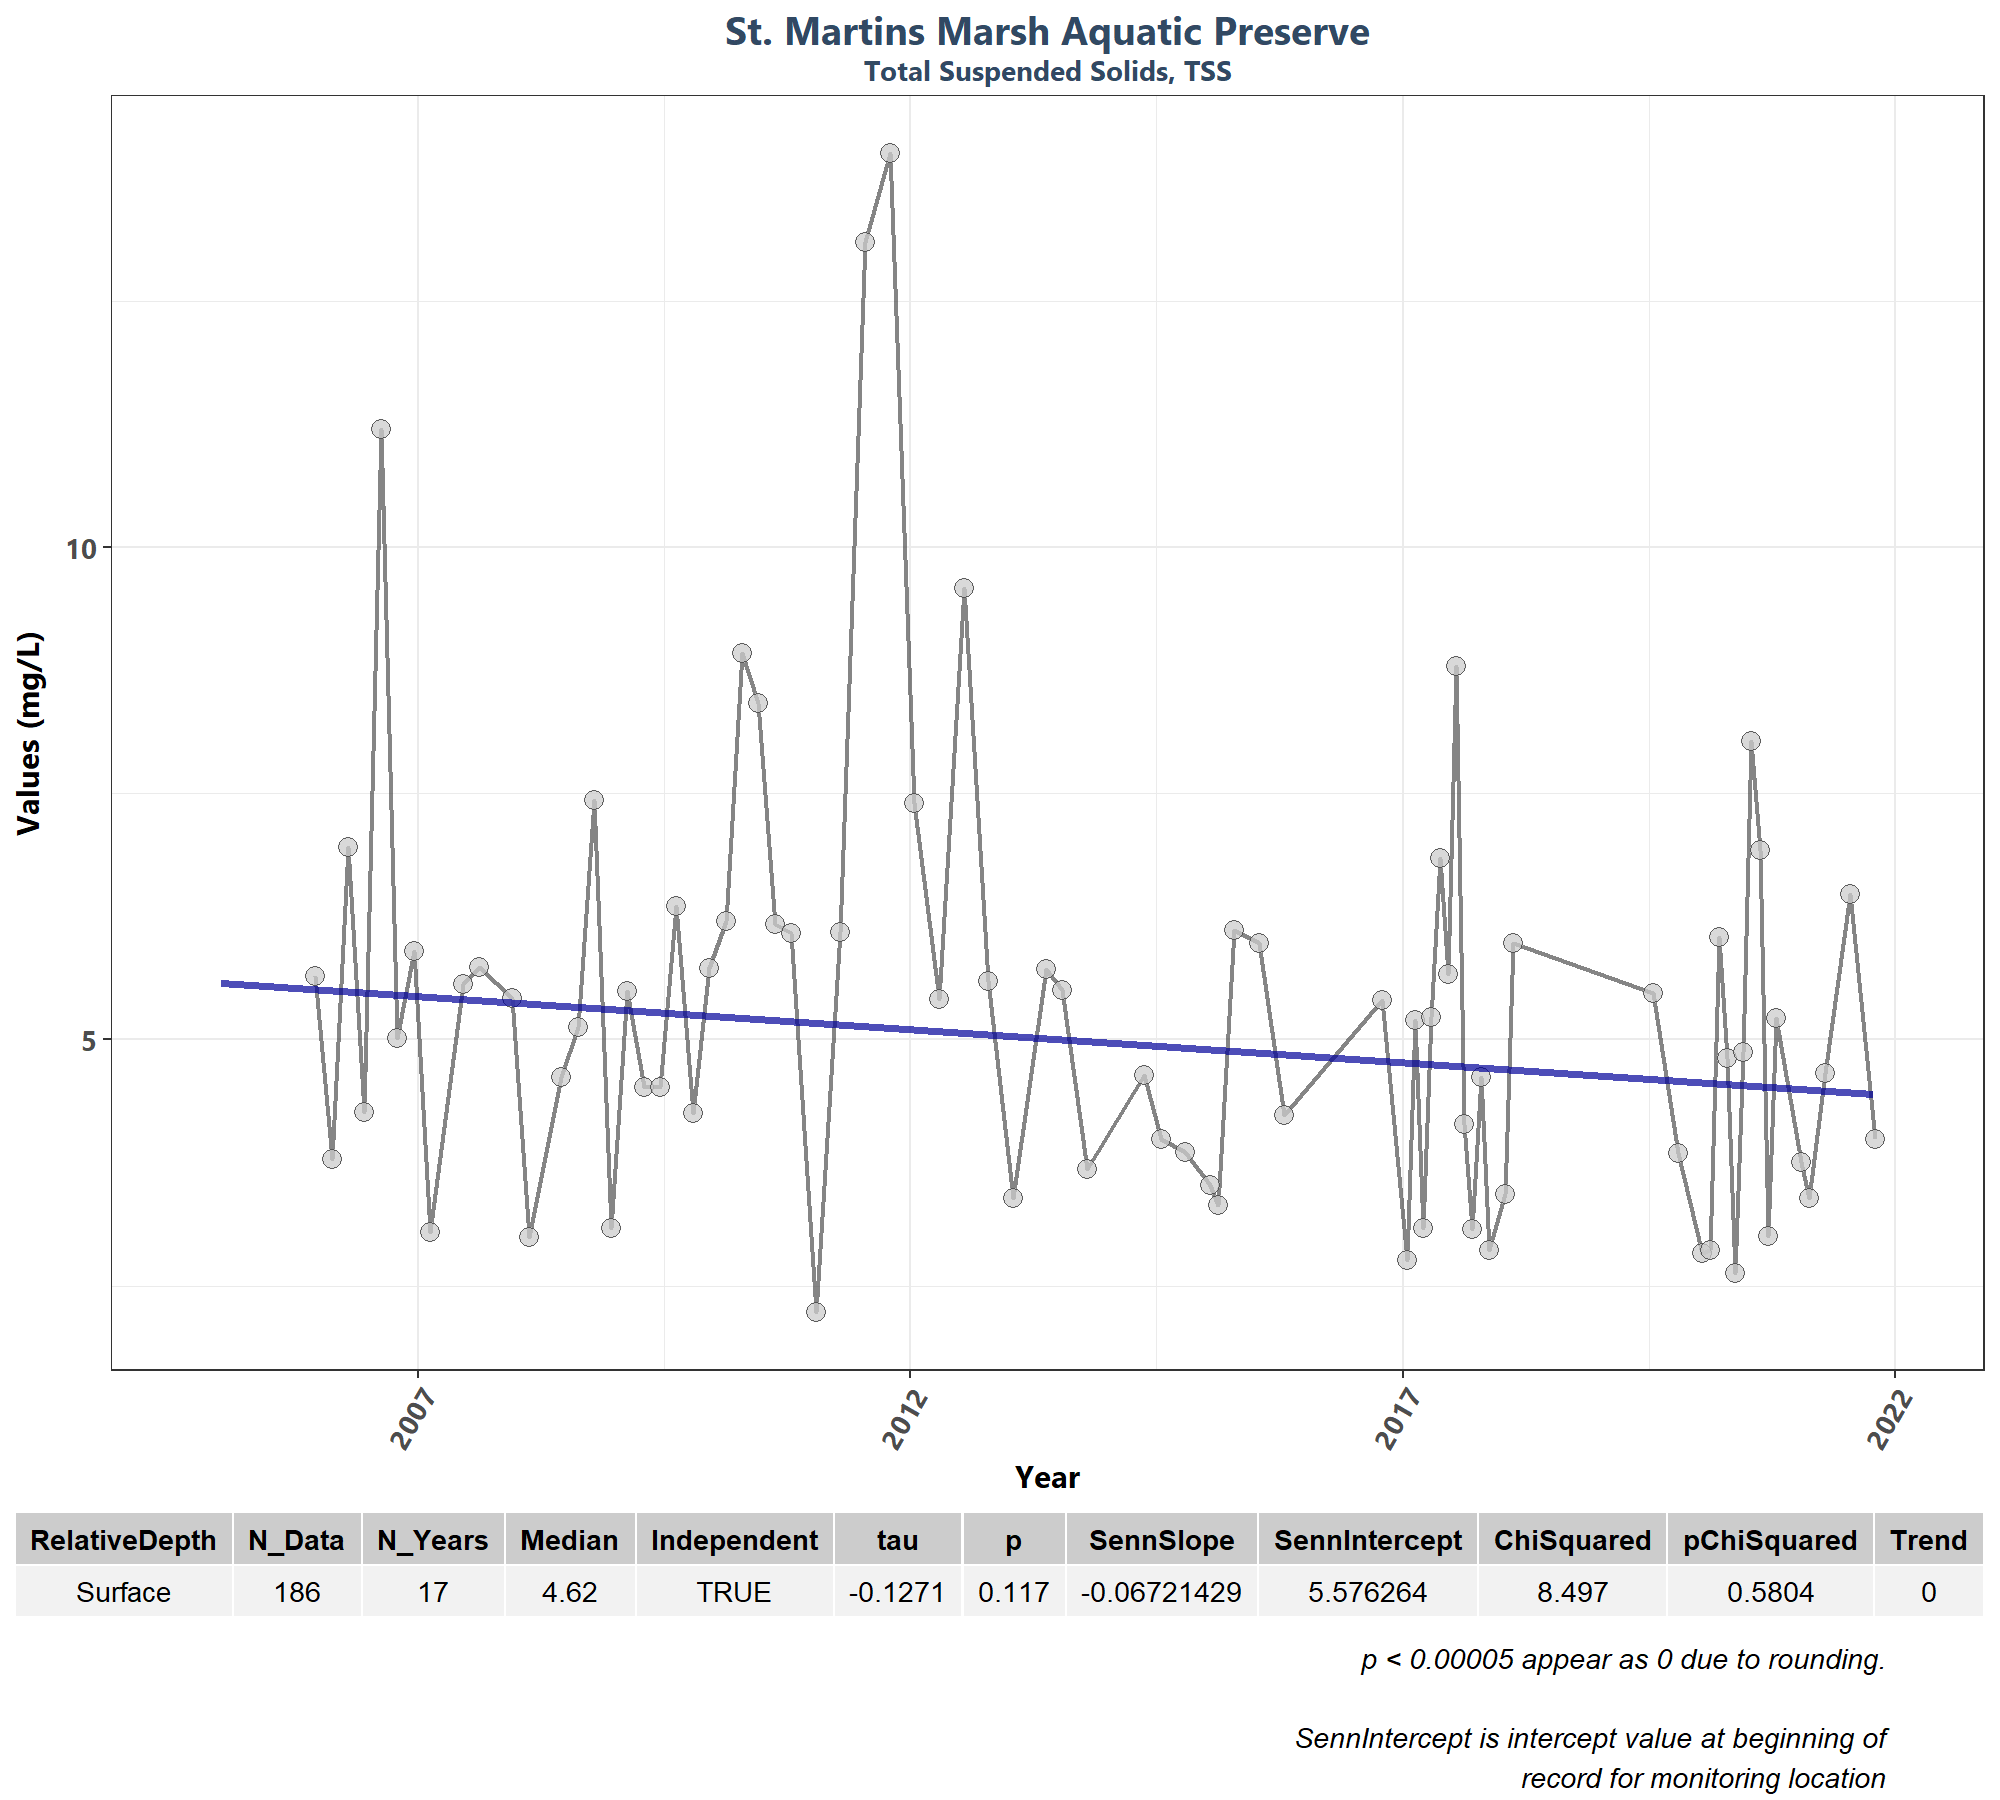 St. Martins Marsh Aquatic Preserve
Total Suspended Solids, TSS
Values (mg/L)
10
5
2007
2012
2017
2022
Year
RelativeDepth N_Data N_Years Median Independent tau p SennSlope SennIntercept ChiSquared pChiSquared Trend
Surface 186 17 4.62 TRUE -0.1271 0.117 -0.06721429 5.576264 8.497 0.5804 0
p < 0.00005 appear as 0 due to rounding.
SennIntercept is intercept value at beginning of
record for monitoring location